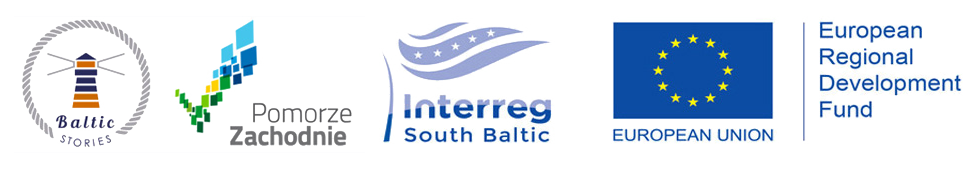 Baltic
STORIES
Pomorze
Zachodnie
Interreg
South Baltic
EUROPEAN UNION
European
Regional
Development
Fund